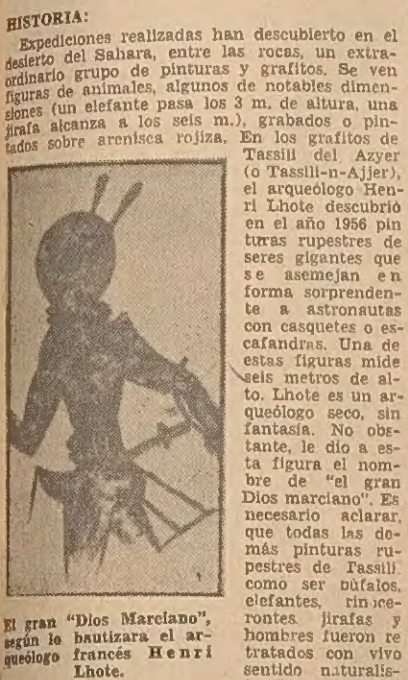 HISTORIA:
Expediciones realizadas han descubierto en el
desierto del Sahara, entre las rocas, un extra-
ordinario grupo de pinturas y grafitos. Se ven
figuras de animales, algunos de notables dimen-
siones (un elefante pasa los 3 m. de altura, una
jirafa alcanza a los seis m.), grabados o pin-
tados sobre arenisca rojiza. En los grafitos de
Tassili del Azyer
(o Tassili-n-Ajjer),
el arqueólogo Hen-
ri Lhote descubrió
en el año 1956 pin
turas rupestres de
seres gigantes que
se asemejan en
forma sorprenden-
te a astronautas
con casquetes o es-
cafandras. Una de
estas figuras mide
seis metros de al-
to. Lhote es un ar-
queólogo seco, sin
fantasía. No obs-
tante, le dio a es-
ta figura el nom-
bre de "el gran
Dios marciano". Es
necesario aclarar,
que todas las de-
más pinturas ru-
pestres de Tassili,
como ser búfalos,
elefantes, rinoce-
rontes, jirafas y
hombres fueron re
tratados con vivo
sentido naturalis-
El gran "Dios Marciano",
según lo bautizara el ar-
queólogo francés Henri
Lhote.